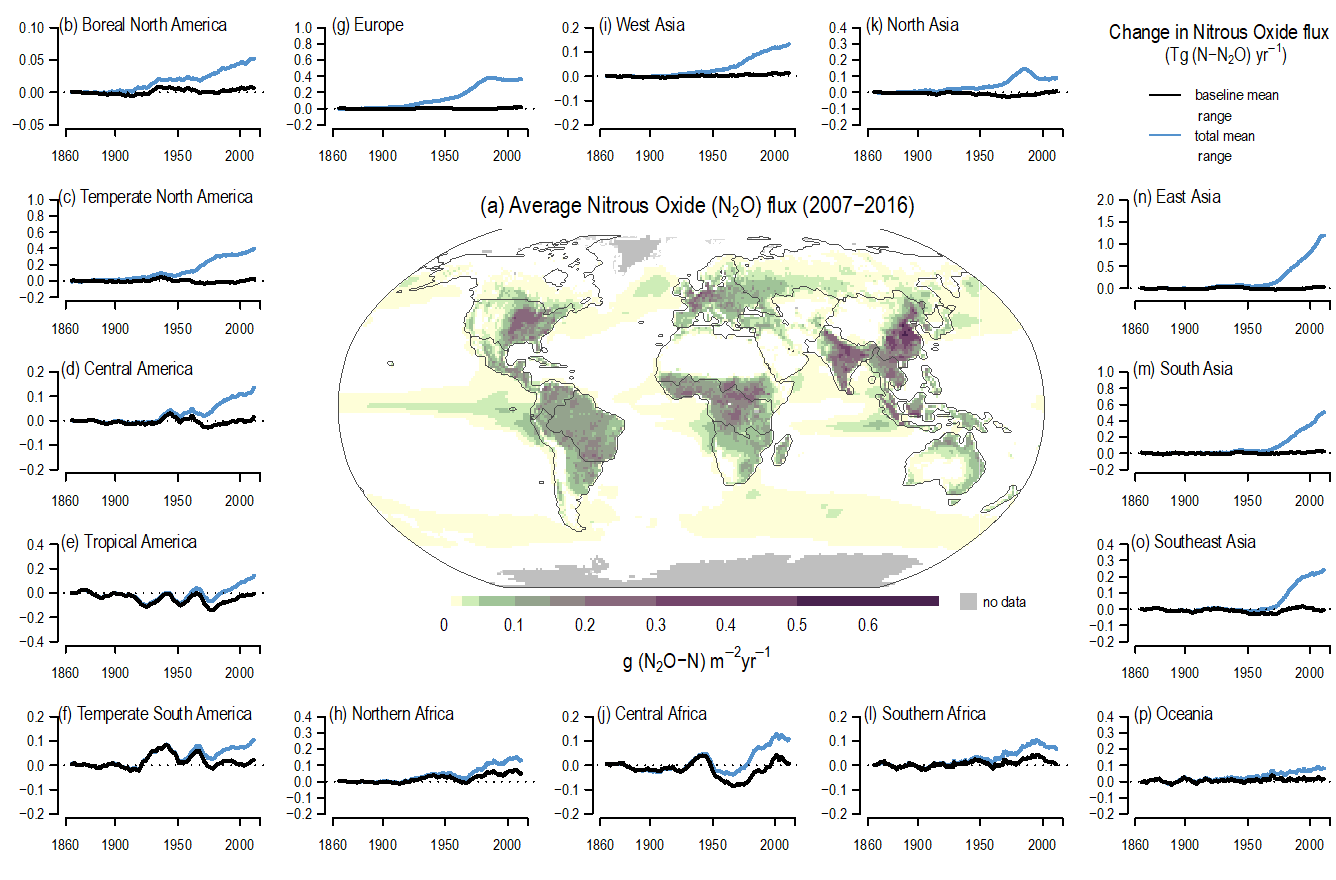 (b) Boreal North America
0.10
0.05
0.00
−0.05
1860 1900 1950 2000
(g) Europe
1.0
0.8
0.6
0.4
0.2
0.0
−0.2
1860 1900 1950 2000
(i) West Asia
0.2
0.1
0.0
−0.1
−0.2
1860 1900 1950 2000
(k) North Asia
0.4
0.3
0.2
0.1
0.0
−0.1
−0.2
1860 1900 1950 2000
Change in Nitrous Oxide flux
(Tg (N−N₂O) yr⁻¹)
baseline mean
range
total mean
range
(c) Temperate North America
1.0
0.8
0.6
0.4
0.2
0.0
−0.2
1860 1900 1950 2000
(a) Average Nitrous Oxide (N₂O) flux (2007−2016)
(n) East Asia
2.0
1.5
1.0
0.5
0.0
1860 1900 1950 2000
(d) Central America
0.2
0.1
0.0
−0.1
−0.2
1860 1900 1950 2000
(m) South Asia
1.0
0.8
0.6
0.4
0.2
0.0
−0.2
1860 1900 1950 2000
(e) Tropical America
0.4
0.2
0.0
−0.2
−0.4
1860 1900 1950 2000
no data
0 0.1 0.2 0.3 0.4 0.5 0.6
g (N₂O−N) m⁻²yr⁻¹
(o) Southeast Asia
0.4
0.3
0.2
0.1
0.0
−0.1
−0.2
1860 1900 1950 2000
(f) Temperate South America
0.2
0.1
0.0
−0.1
−0.2
1860 1900 1950 2000
(h) Northern Africa
0.4
0.3
0.2
0.1
0.0
−0.1
−0.2
1860 1900 1950 2000
(j) Central Africa
0.2
0.1
0.0
−0.1
−0.2
1860 1900 1950 2000
(l) Southern Africa
0.2
0.1
0.0
−0.1
−0.2
1860 1900 1950 2000
(p) Oceania
0.4
0.3
0.2
0.1
0.0
−0.1
−0.2
1860 1900 1950 2000